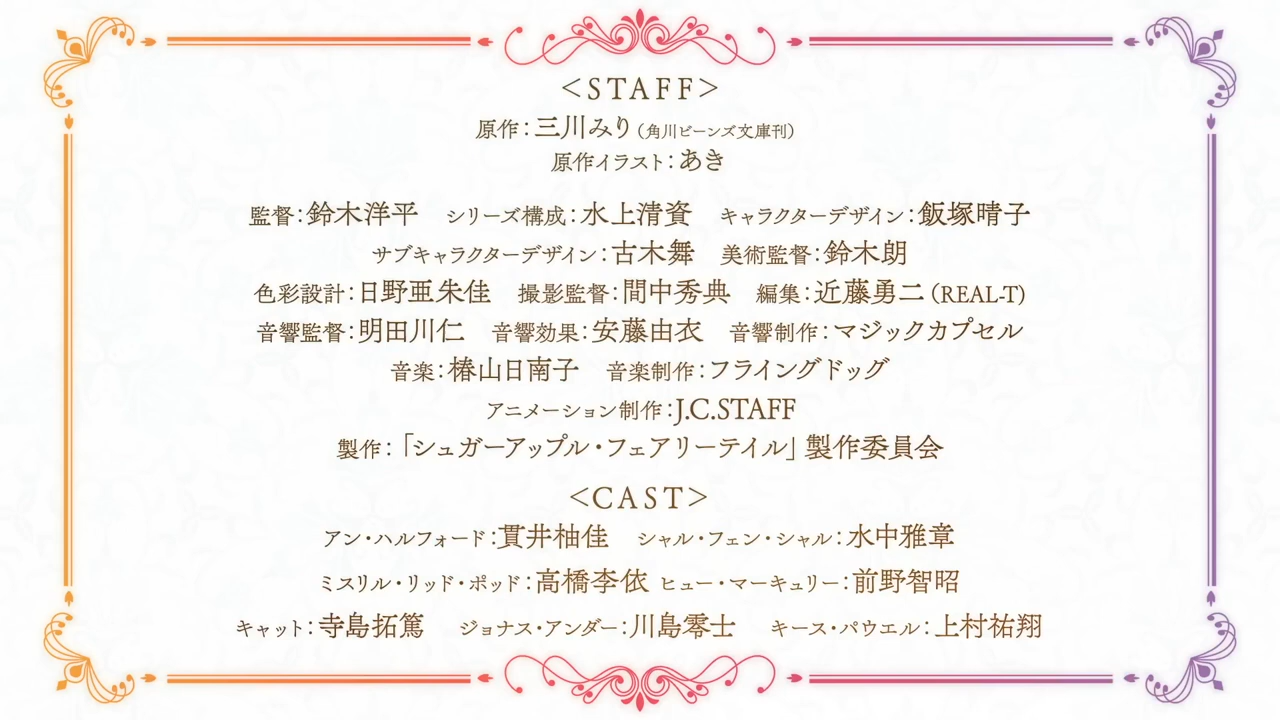 <STAFF>
原作:三川みり(角川ビーンズ文庫刊)
原作イラスト:あき
監督:鈴木洋平 シリーズ構成:水上清資 キャラクターデザイン:飯塚晴子
サブキャラクターデザイン:古木舞 美術監督:鈴木朗
色彩設計:日野亜朱佳 撮影監督:間中秀典 編集:近藤勇二(REAL-T)
音響監督:明田川仁 音響効果:安藤由衣 音響制作:マジックカプセル
音楽:椿山日南子 音楽制作:フライングドッグ
アニメーション制作:J.C.STAFF
製作:「シュガーアップル・フェアリーテイル」製作委員会
<CAST>
アン・ハルフォード:貫井柚佳 シャル・フェン・シャル:水中雅章
ミスリル・リッド・ポッド:高橋李依 ヒュー・マーキュリー:前野智昭
キャット:寺島拓篤 ジョナス・アンダー:川島零士 キース・パウエル:上村祐翔